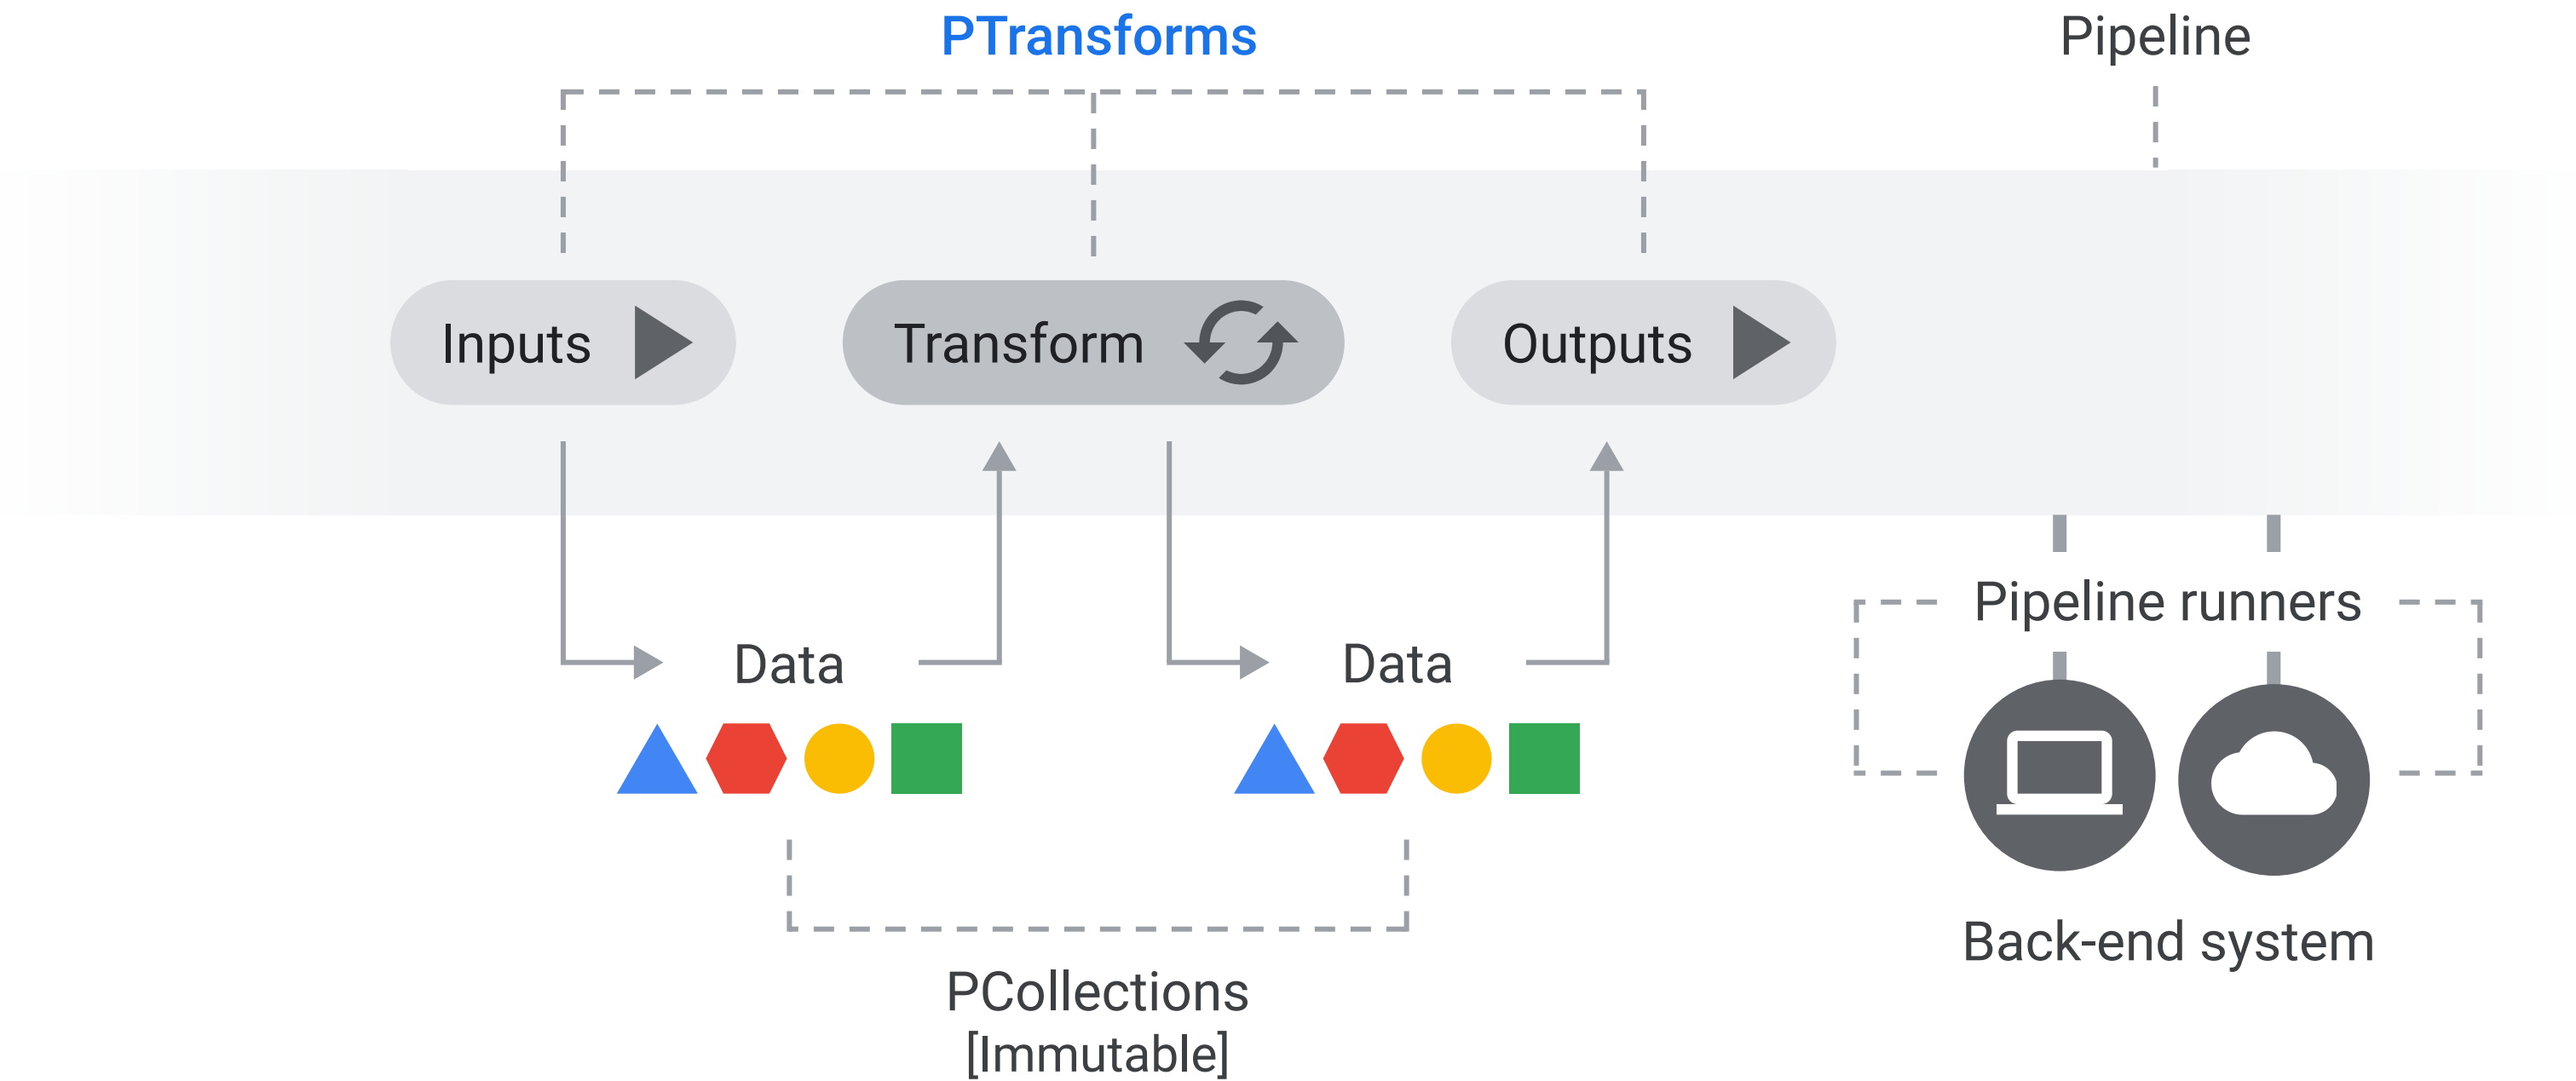 PTransforms
Pipeline
Inputs
Transform
Outputs
Pipeline runners
Data
Data
Back-end system
PCollections
[Immutable]